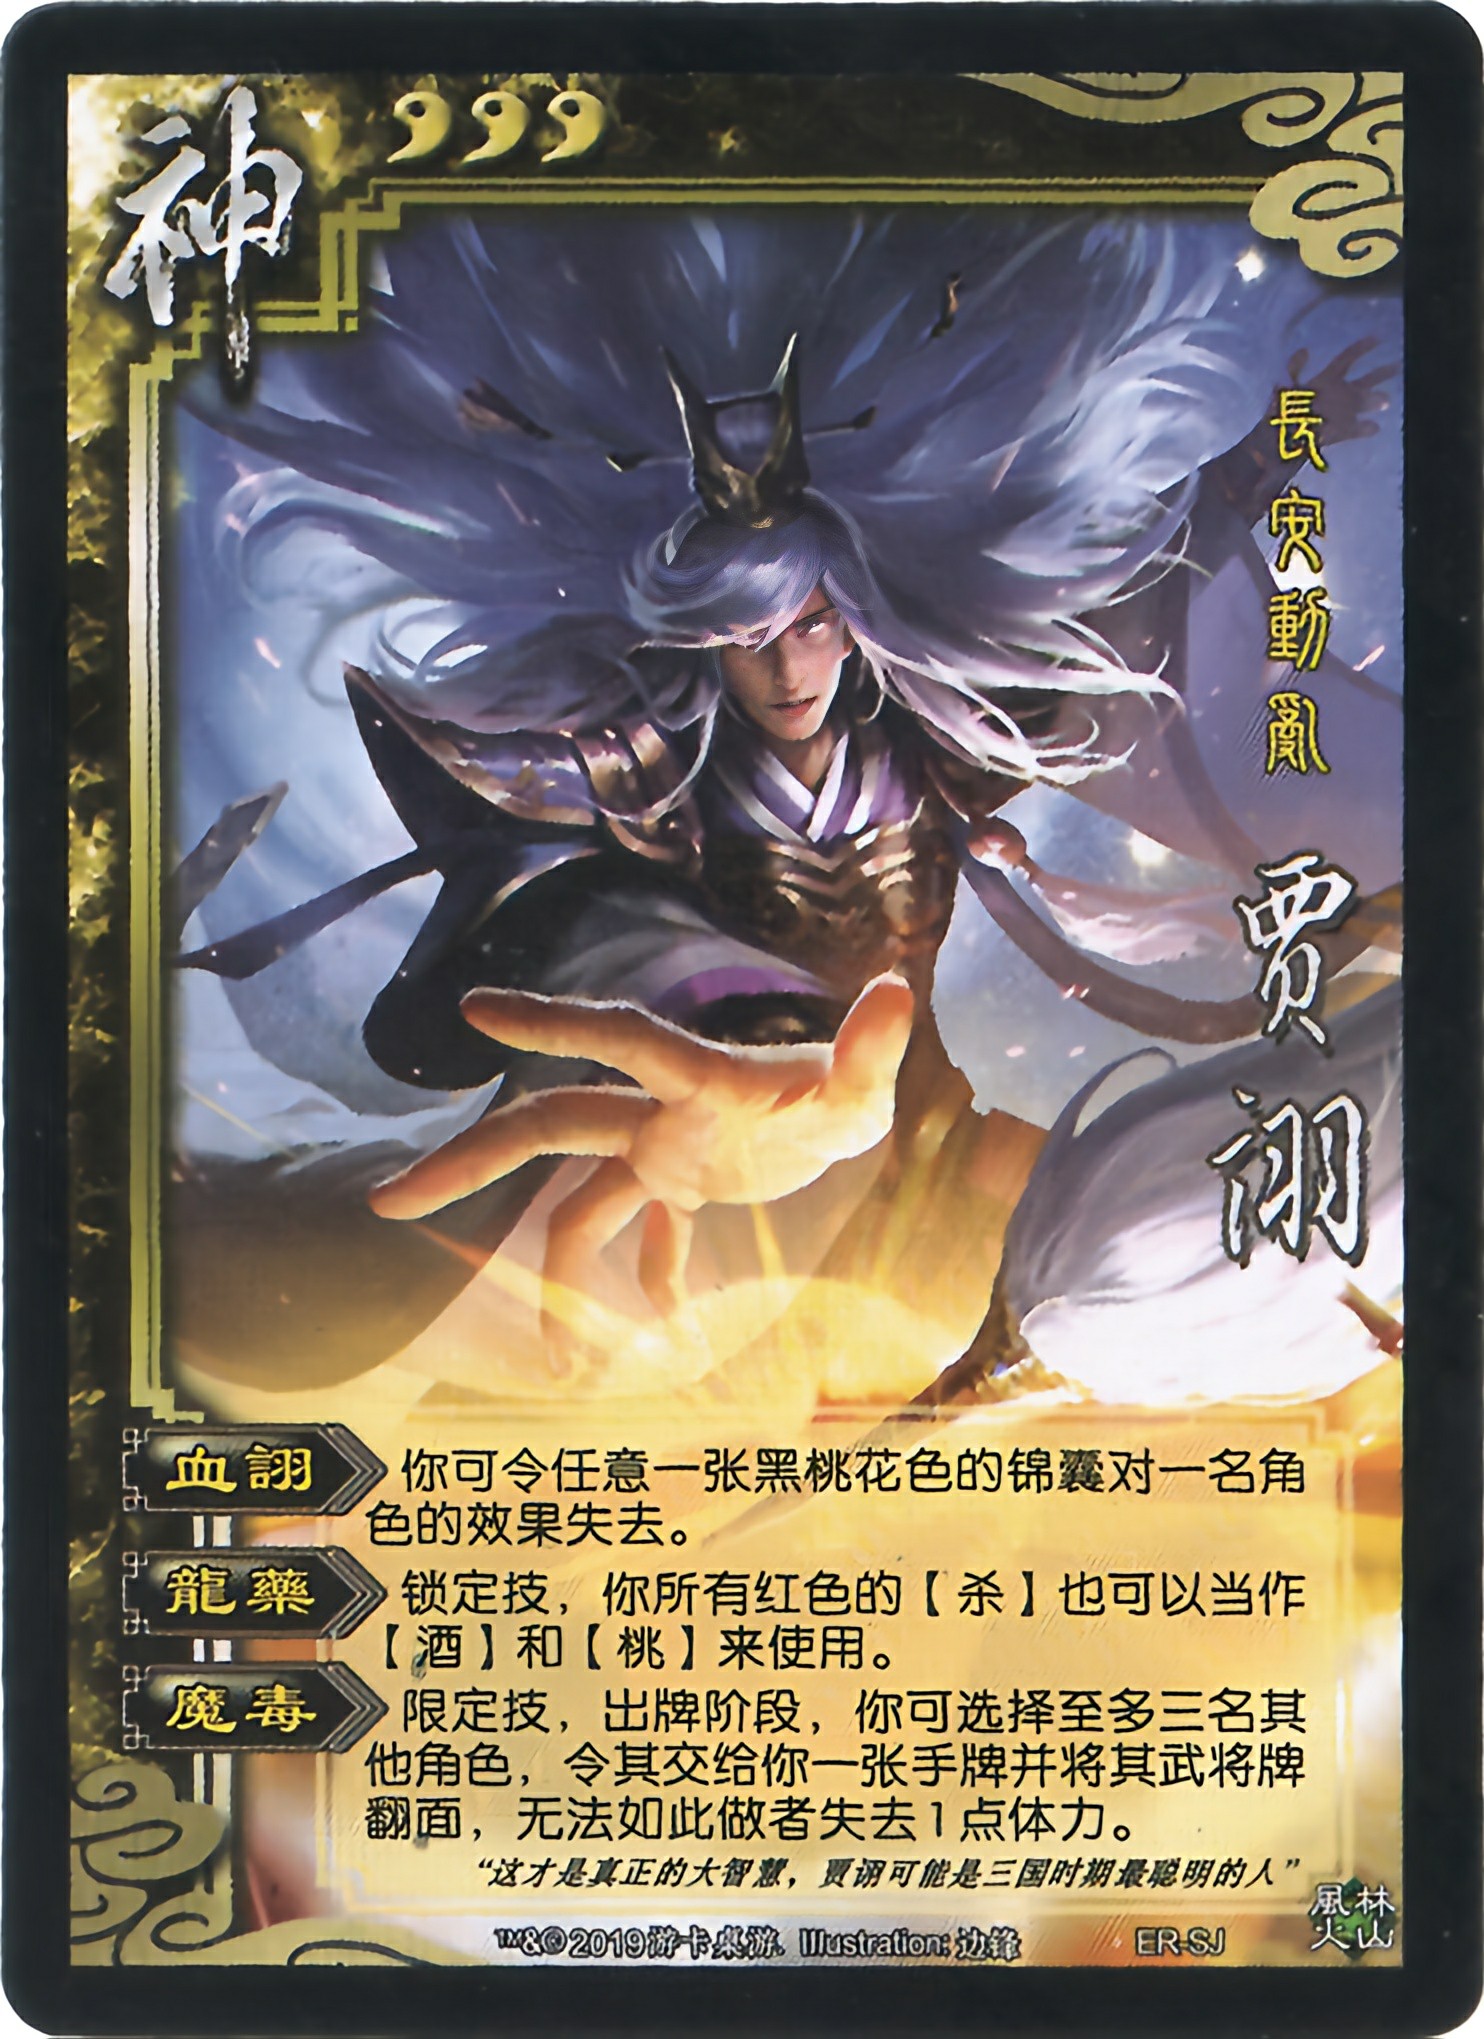 神
長安動亂
贾诩
血詡
你可令任意一张黑桃花色的锦囊对一名角
色的效果失去。
龍藥
锁定技，你所有红色的【杀】也可以当作
【酒】和【桃】来使用。
魔毒
限定技，出牌阶段，你可选择至多三名其
他角色，令其交给你一张手牌并将其武将牌
翻面，无法如此做者失去1点体力。
“这才是真正的大智慧，贾诩可能是三国时期最聪明的人”
™&©2019游卡桌游. Illustration: 边锋 ER-SJ
風林
火山